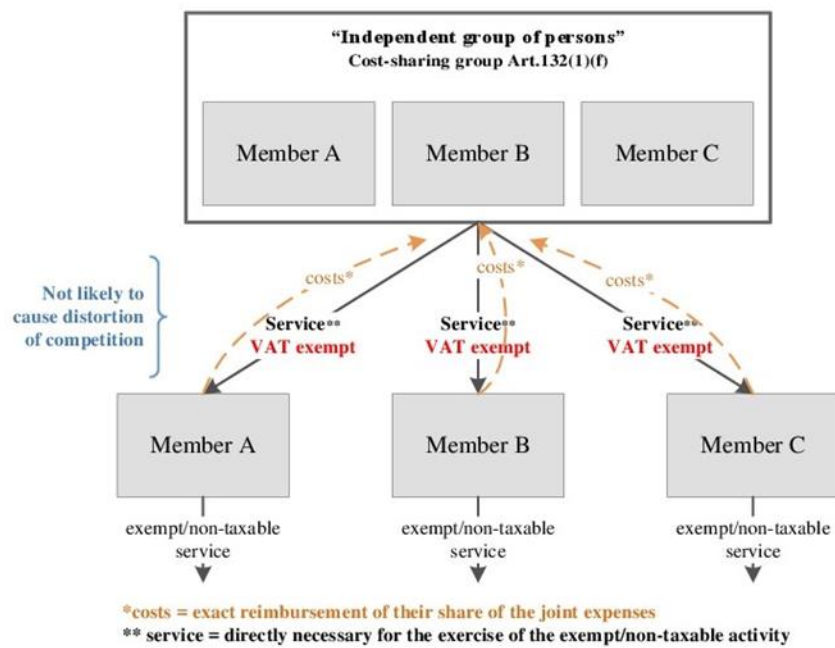 “Independent group of persons”
Cost-sharing group Art.132(1)(f)
Member A
Member B
Member C
Not likely to
cause distortion
of competition
costs*
costs*
costs*
Service**
VAT exempt
Service**
VAT exempt
Service**
VAT exempt
Member A
Member B
Member C
exempt/non-taxable
service
exempt/non-taxable
service
exempt/non-taxable
service
*costs = exact reimbursement of their share of the joint expenses
** service = directly necessary for the exercise of the exempt/non-taxable activity